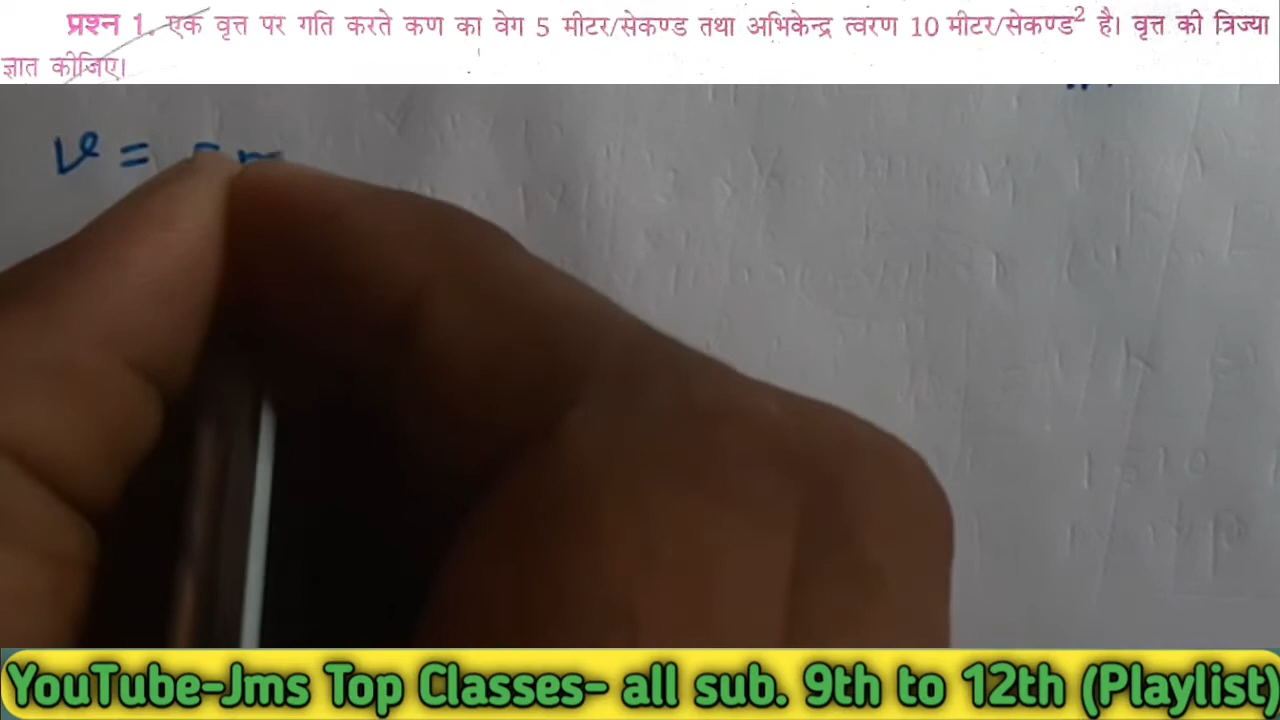 प्रश्न 1. एक वृत्त पर गति करते कण का वेग 5 मीटर/सेकण्ड तथा अभिकेन्द्र त्वरण 10 मीटर/सेकण्ड² है। वृत्त की त्रिज्या
ज्ञात कीजिए।
v =
YouTube-Jms Top Classes- all sub. 9th to 12th (Playlist)